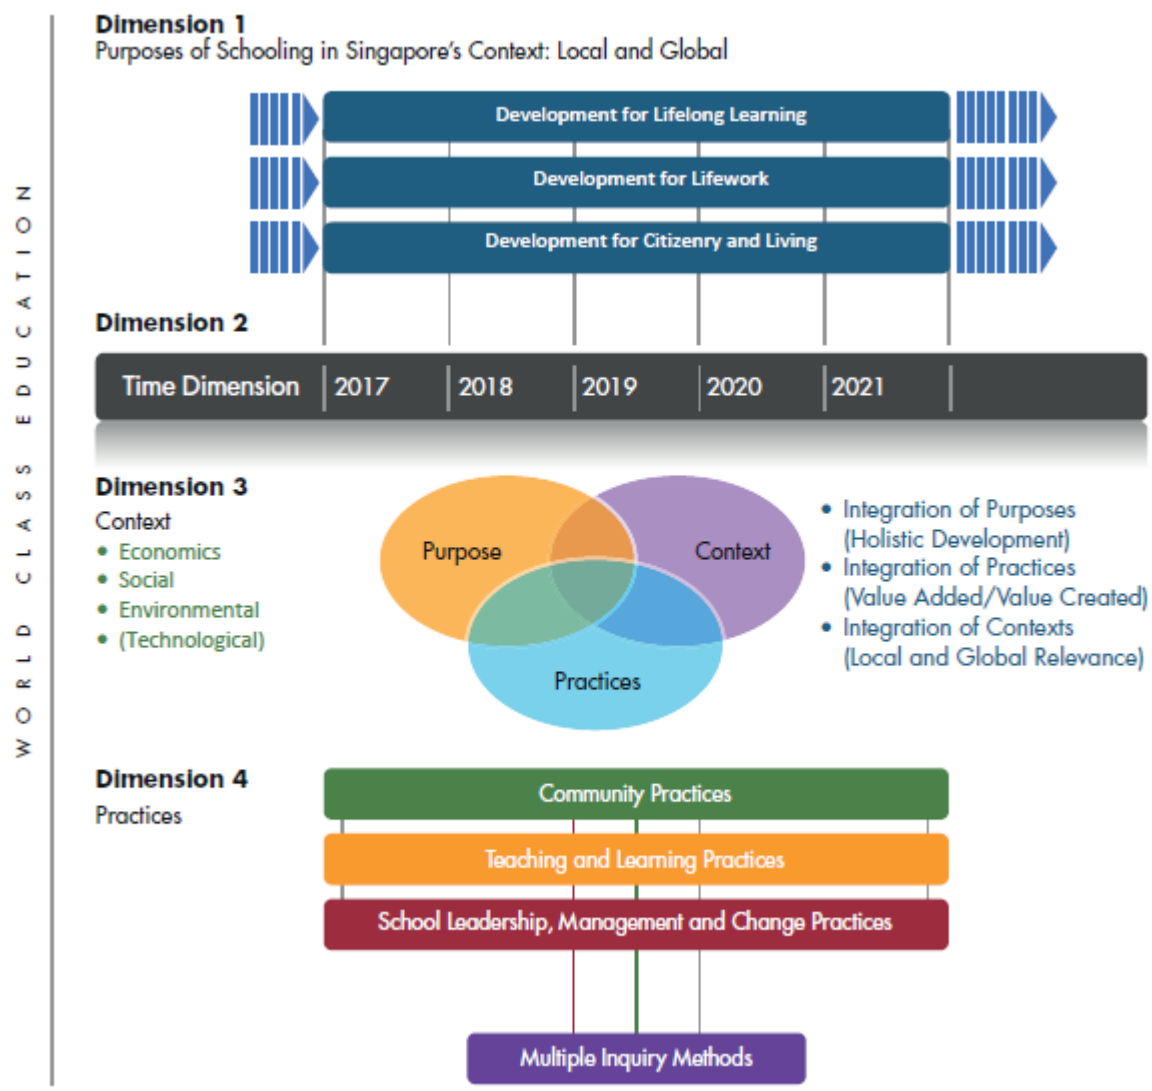 Dimension 1
Purposes of Schooling in Singapore's Context: Local and Global
Development for Lifelong Learning
Development for Lifework
Development for Citizenry and Living
WORLD CLASS EDUCATION
Dimension 2
Time Dimension 2017 2018 2019 2020 2021
Dimension 3
Context
• Economics
• Social
• Environmental
• (Technological)
Purpose
Context
Practices
• Integration of Purposes
(Holistic Development)
• Integration of Practices
(Value Added/Value Created)
• Integration of Contexts
(Local and Global Relevance)
Dimension 4
Practices
Community Practices
Teaching and Learning Practices
School Leadership, Management and Change Practices
Multiple Inquiry Methods